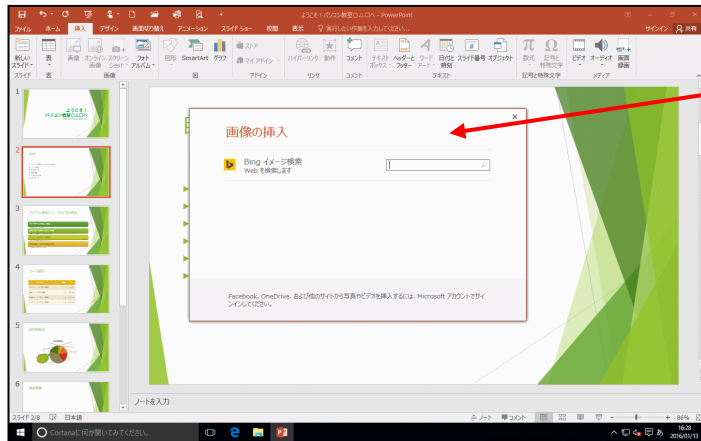 ようこそ！パソコン教室○△□へ - PowerPoint
サインイン 共有
ファイル ホーム 挿入 デザイン 画面切り替え アニメーション スライド ショー 校閲 表示 実行したい作業を入力してください...
新しい スライド
表
画像 オンライン 画像 スクリーン ショット フォト アルバム
図形 SmartArt グラフ
ストア
マイ アドイン
ハイパーリンク 動作
コメント
テキスト ボックス ヘッダーと フッター ワード アート 日付と 時刻 スライド番号 オブジェクト
数式 記号と 特殊文字
ビデオ オーディオ 画面 録画
スライド 表 画像 図 アドイン リンク コメント テキスト 記号と特殊文字 メディア
1
ようこそ！
パソコン教室○△□へ
2
3
4
5
6
画像の挿入
Bing イメージ検索
Web を検索します
Facebook、OneDrive、および他のサイトから写真やビデオを挿入するには、Microsoft アカウントでサイ
ンインしてください。
ノートを入力
スライド 2/8 日本語 ノート コメント 86%
Cortanaに何か聞いてみてください。
あ 16:28
2016/01/13